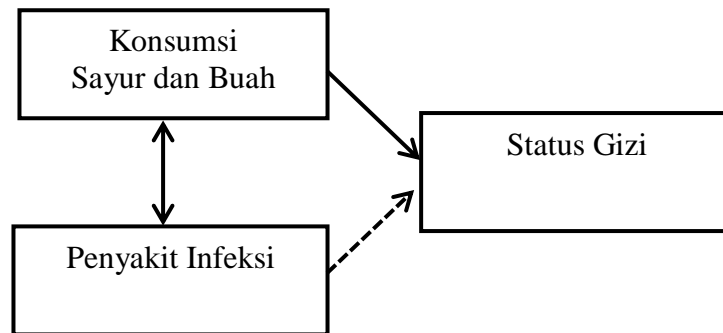 Konsumsi
Sayur dan Buah
Status Gizi
Penyakit Infeksi